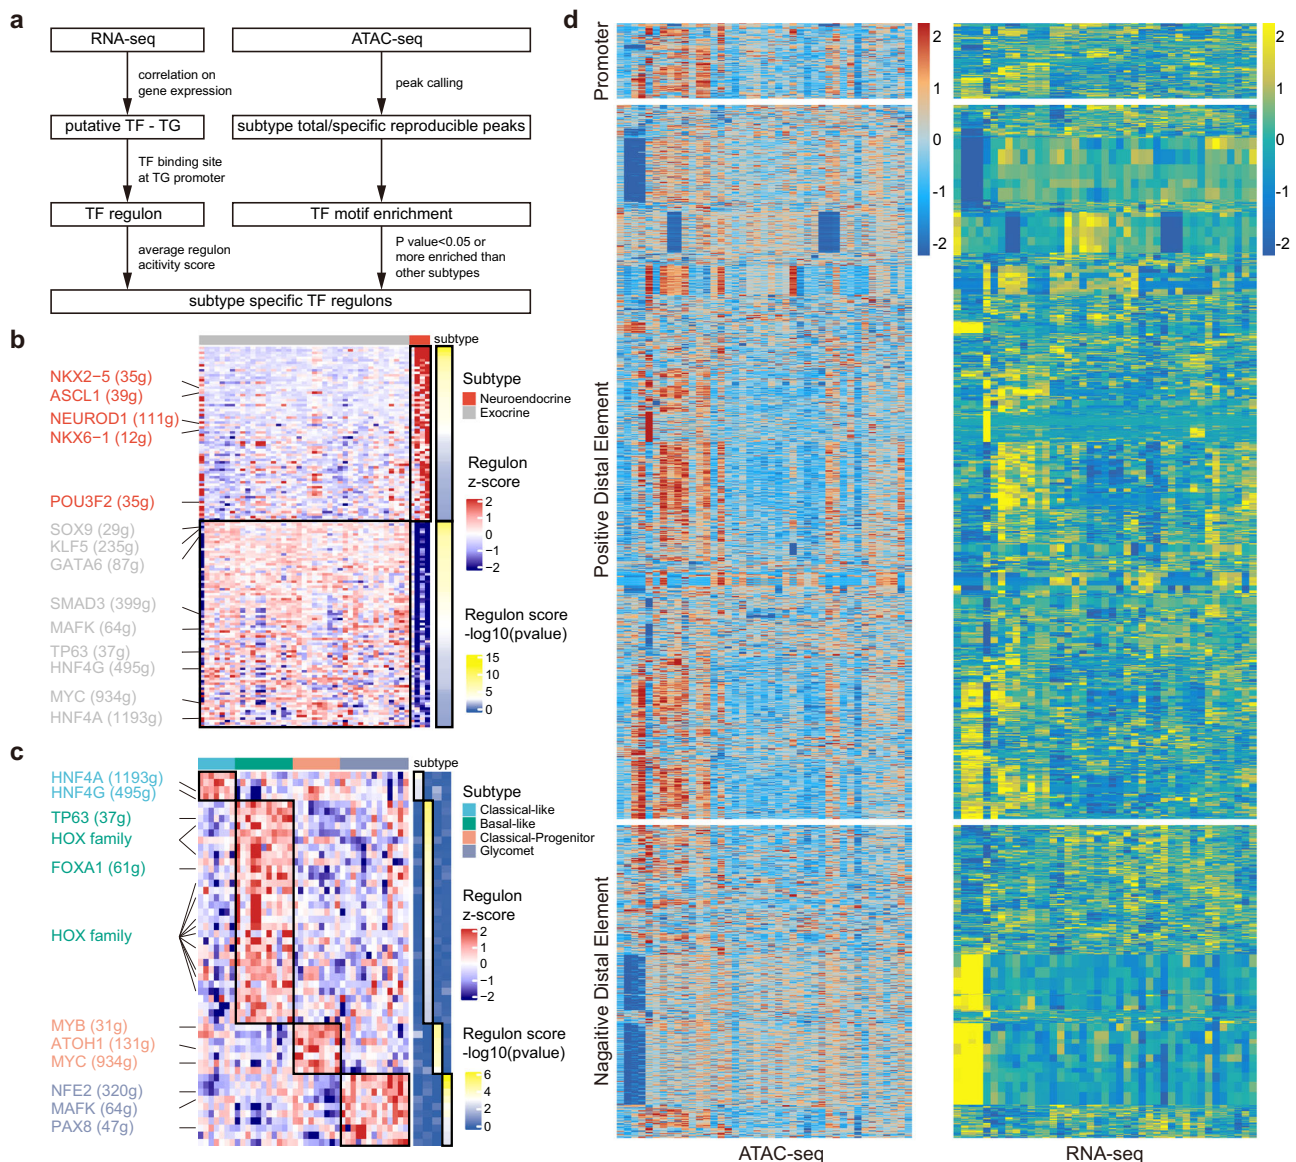 a
RNA-seq
ATAC-seq
correlation on
gene expression
peak calling
putative TF - TG
subtype total/specific reproducible peaks
TF binding site
at TG promoter
TF regulon
TF motif enrichment
average regulon
acitivity score
P value<0.05 or
more enriched than
other subtypes
subtype specific TF regulons
b
subtype
NKX2-5 (35g)
ASCL1 (39g)
NEUROD1 (111g)
NKX6-1 (12g)
POU3F2 (35g)
SOX9 (29g)
KLF5 (235g)
GATA6 (87g)
SMAD3 (399g)
MAFK (64g)
TP63 (37g)
HNF4G (495g)
MYC (934g)
HNF4A (1193g)
Subtype
Neuroendocrine
Exocrine
Regulon
z-score
2
1
0
-1
-2
Regulon score
-log10(pvalue)
15
10
5
0
c
subtype
HNF4A (1193g)
HNF4G (495g)
TP63 (37g)
HOX family
FOXA1 (61g)
HOX family
MYB (31g)
ATOH1 (131g)
MYC (934g)
NFE2 (320g)
MAFK (64g)
PAX8 (47g)
Subtype
Classical-like
Basal-like
Classical-Progenitor
Glycomet
Regulon
z-score
2
1
0
-1
-2
Regulon score
-log10(pvalue)
6
4
2
0
d
Promoter
Positive Distal Element
Nagaitive Distal Element
2
1
0
-1
-2
2
1
0
-1
-2
ATAC-seq
RNA-seq